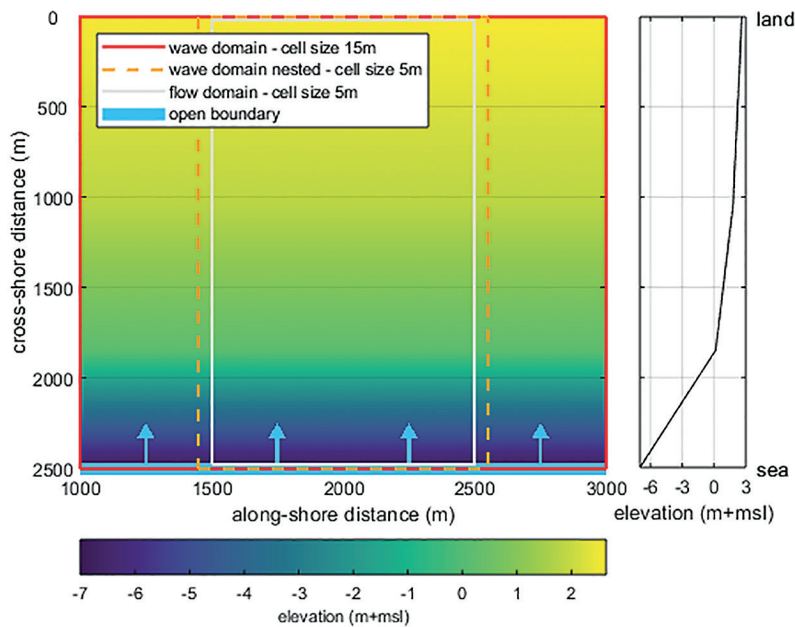 wave domain - cell size 15m
wave domain nested - cell size 5m
flow domain - cell size 5m
open boundary
cross-shore distance (m)
0
500
1000
1500
2000
2500
1000 1500 2000 2500 3000
along-shore distance (m)
land
sea
-6 -3 0 3
elevation (m+msl)
-7 -6 -5 -4 -3 -2 -1 0 1 2
elevation (m+msl)